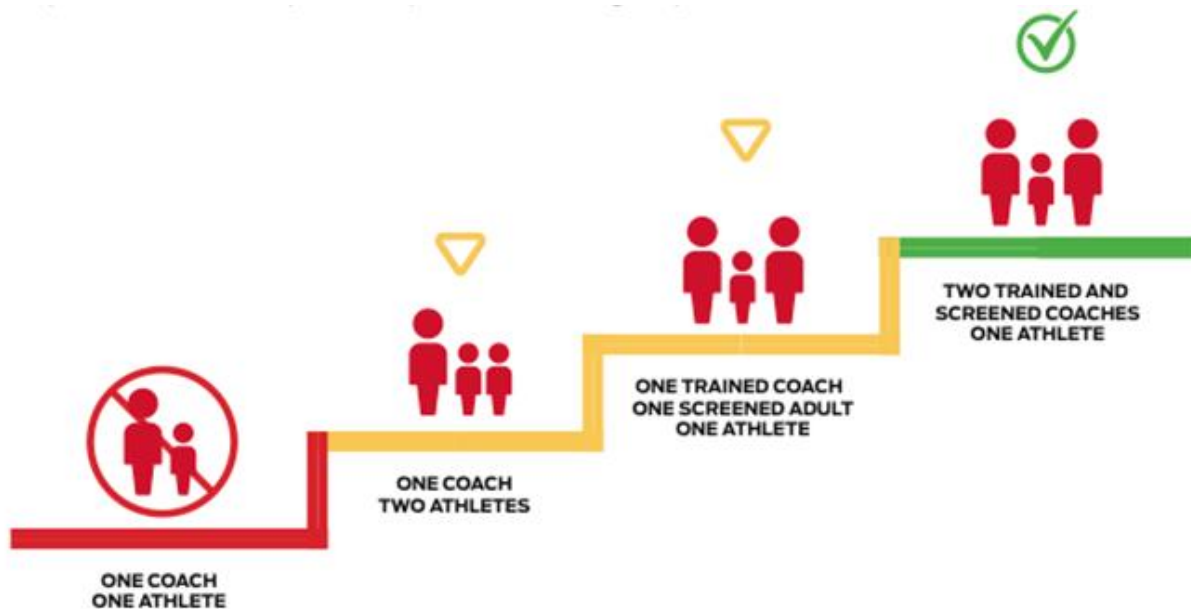 ONE COACH
ONE ATHLETE
ONE COACH
TWO ATHLETES
ONE TRAINED COACH
ONE SCREENED ADULT
ONE ATHLETE
TWO TRAINED AND
SCREENED COACHES
ONE ATHLETE